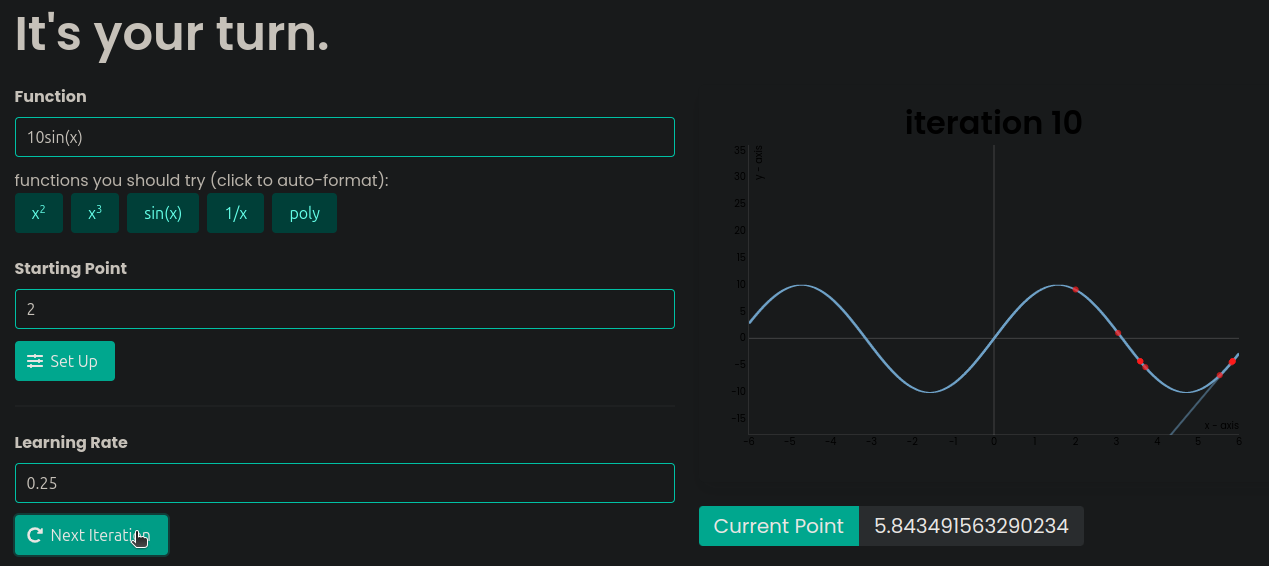 It's your turn.
Function
10sin(x)
functions you should try (click to auto-format):
x² x³ sin(x) 1/x poly
Starting Point
2
Set Up
Learning Rate
0.25
Next Iteration
iteration 10
y - axis
35
30
25
20
15
10
5
0
-5
-10
-15
x - axis
-6 -5 -4 -3 -2 -1 0 1 2 3 4 5 6
Current Point 5.843491563290234